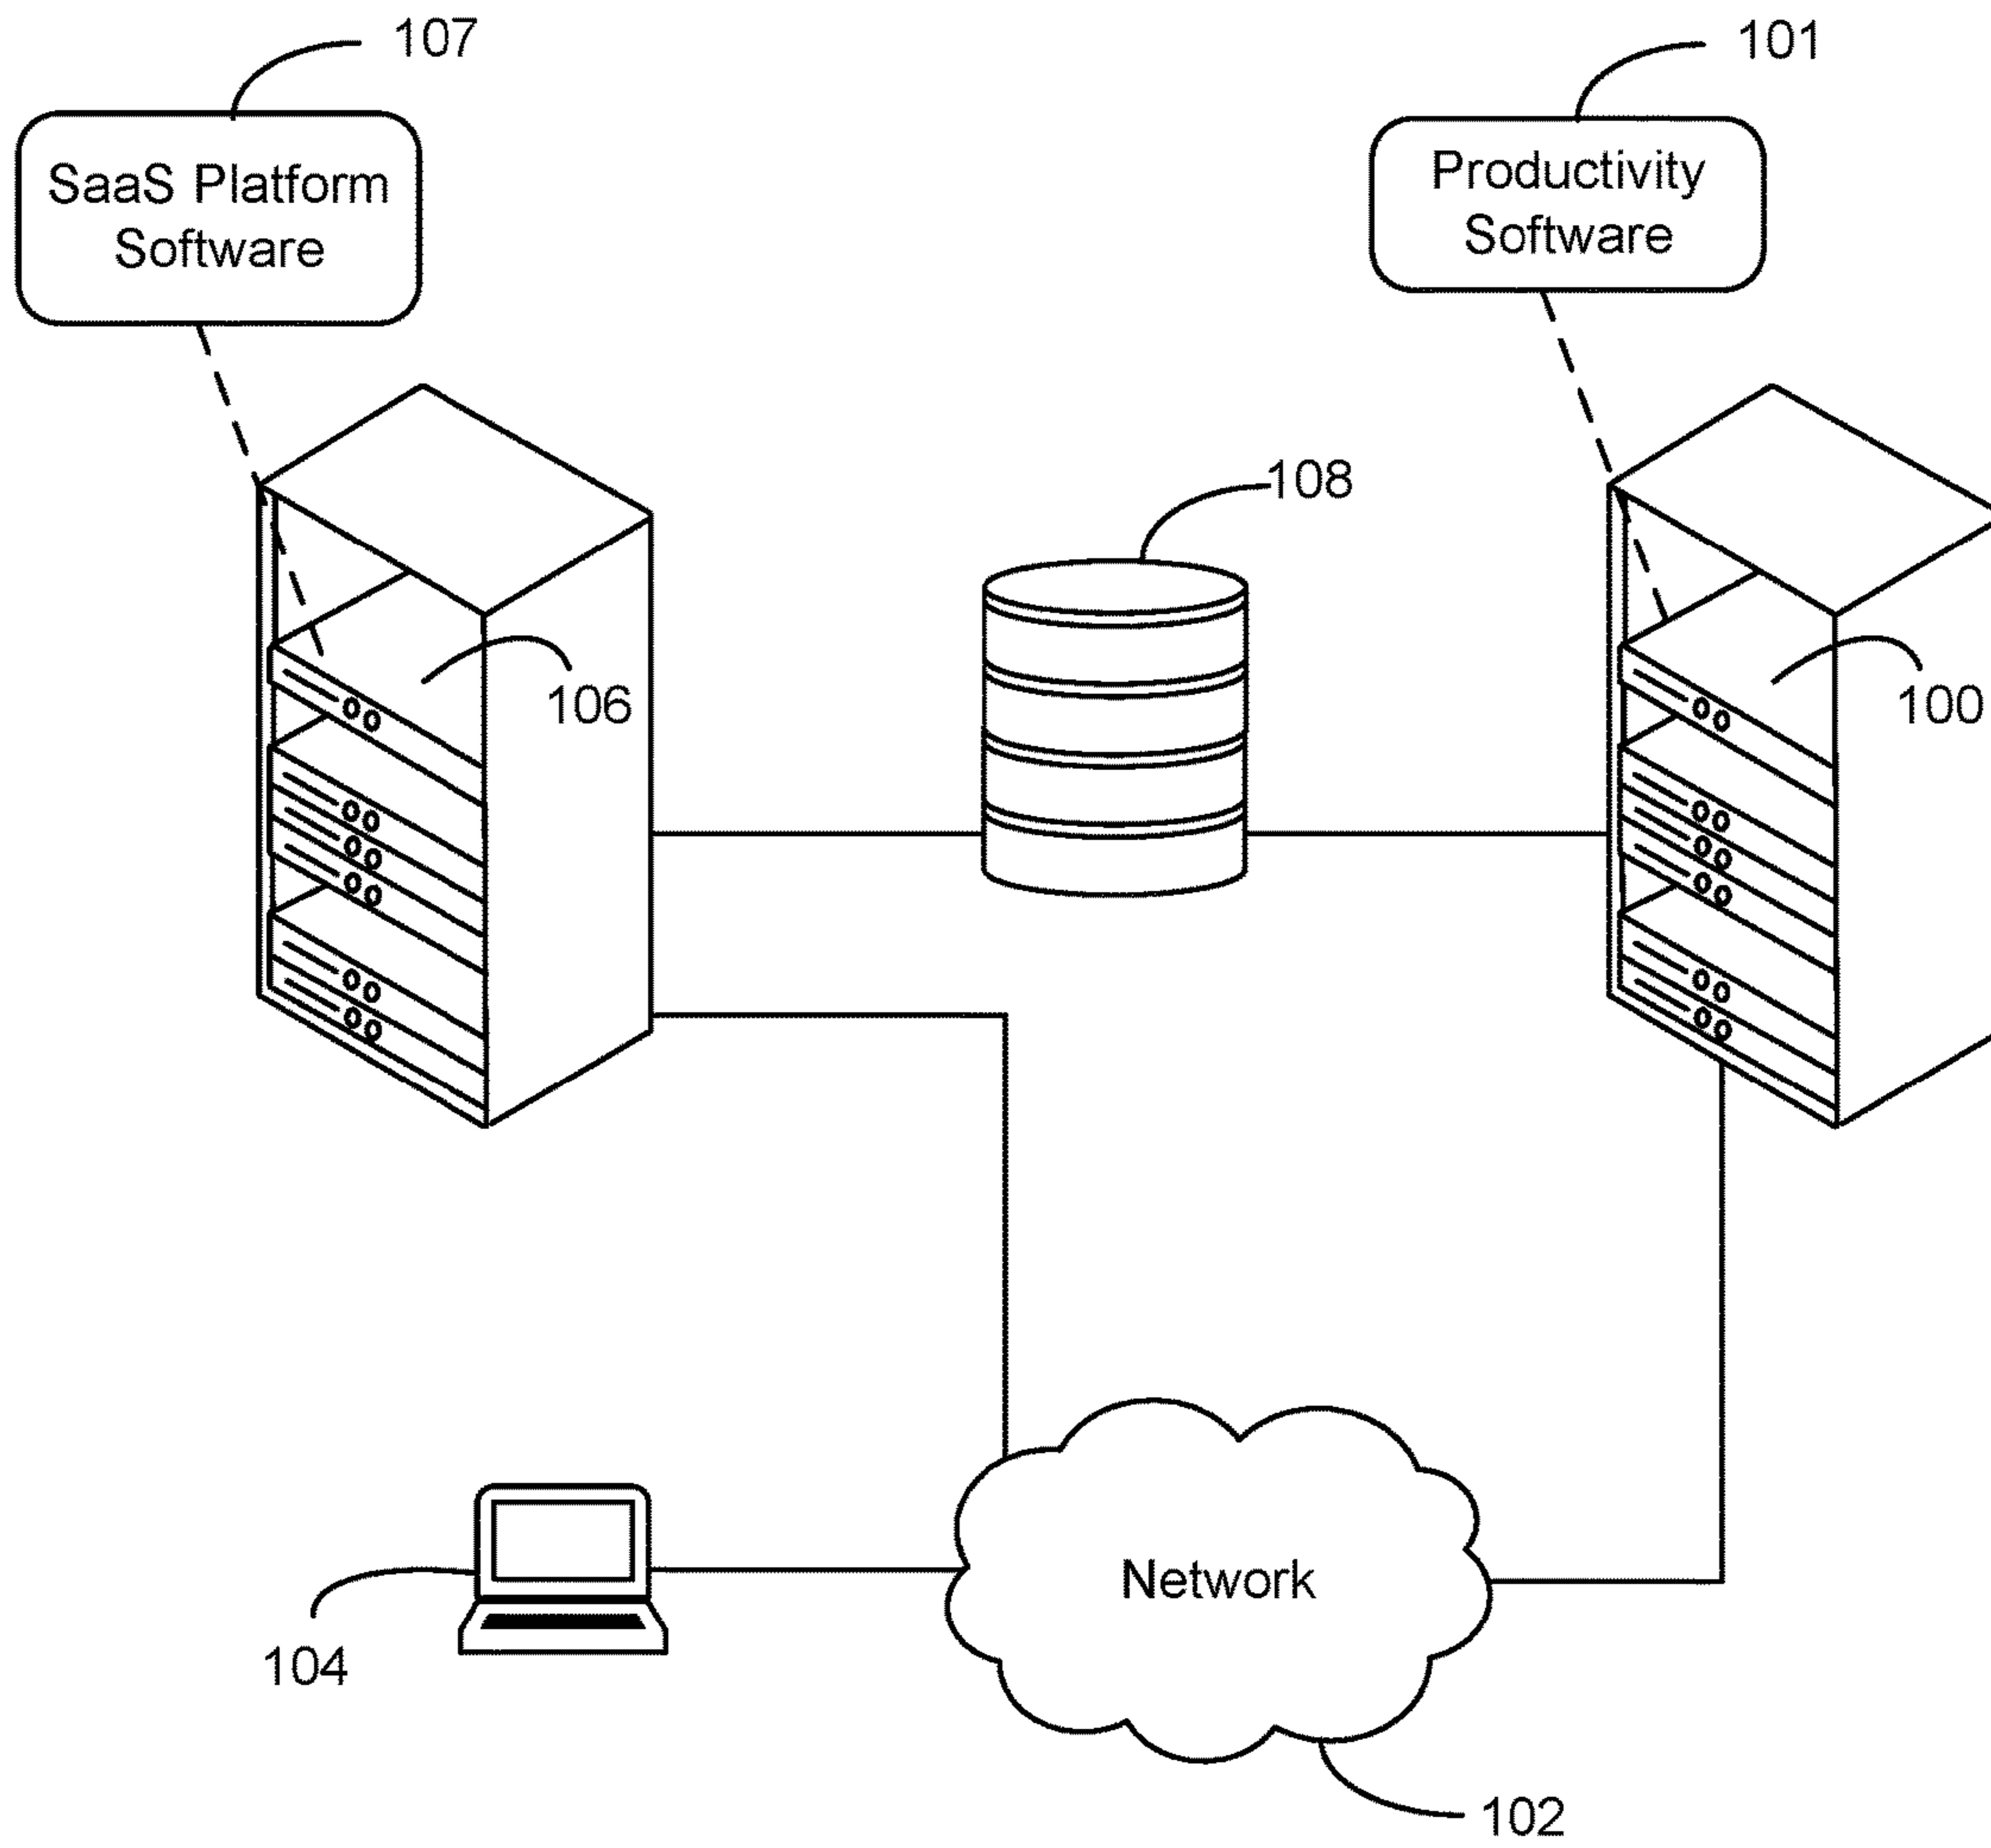 107
101
SaaS Platform
Software
Productivity
Software
108
106
100
Network
104
102